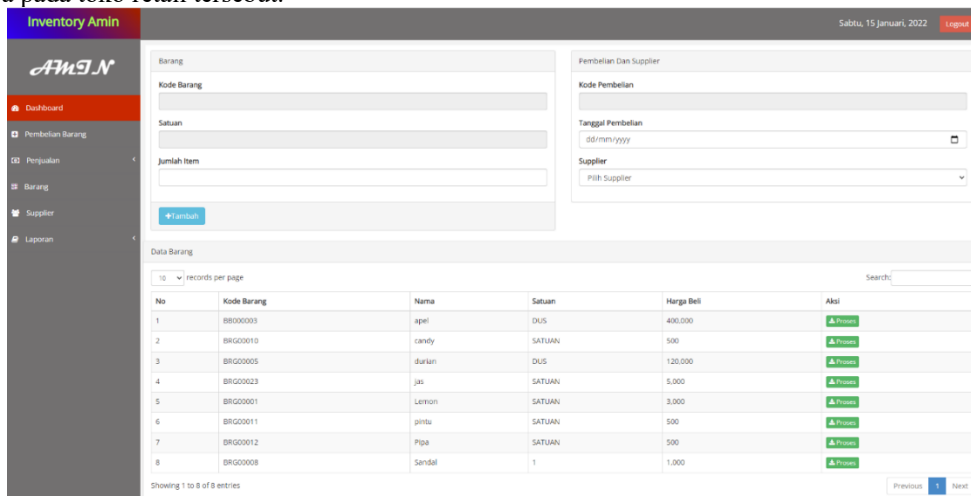 a pada toko retail tersebut.
Inventory Amin
Sabtu, 15 Januari, 2022 Logout
AMIN
Dashboard
Pembelian Barang
Penjualan
Barang
Supplier
Laporan
Barang
Kode Barang
Satuan
Jumlah Item
+Tambah
Pembelian Dan Supplier
Kode Pembelian
Tanggal Pembelian
dd/mm/yyyy
Supplier
Pilih Supplier
Data Barang
10 records per page Search:
No Kode Barang Nama Satuan Harga Beli Aksi
1 BB000003 apel DUS 400,000 Proses
2 BRG00010 candy SATUAN 500 Proses
3 BRG00005 durian DUS 120,000 Proses
4 BRG00023 jas SATUAN 5,000 Proses
5 BRG00001 Lemon SATUAN 3,000 Proses
6 BRG00011 pintu SATUAN 500 Proses
7 BRG00012 Pipa SATUAN 500 Proses
8 BRG00008 Sandal 1 1,000 Proses
Showing 1 to 8 of 8 entries Previous 1 Next